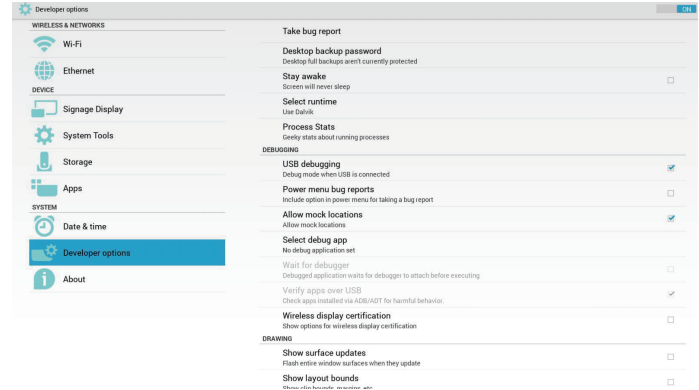 Developer options
ON
WIRELESS & NETWORKS
Wi-Fi
Ethernet
DEVICE
Signage Display
System Tools
Storage
Apps
SYSTEM
Date & time
Developer options
About
Take bug report
Desktop backup password
Desktop full backups aren't currently protected
Stay awake
Screen will never sleep
Select runtime
Use Dalvik
Process Stats
Geeky stats about running processes
DEBUGGING
USB debugging
Debug mode when USB is connected
Power menu bug reports
Include option in power menu for taking a bug report
Allow mock locations
Allow mock locations
Select debug app
No debug application set
Wait for debugger
Debugged application waits for debugger to attach before executing
Verify apps over USB
Check apps installed via ADB/ADT for harmful behavior.
Wireless display certification
Show options for wireless display certification
DRAWING
Show surface updates
Flash entire window surfaces when they update
Show layout bounds
Show clip bounds, margins, etc.